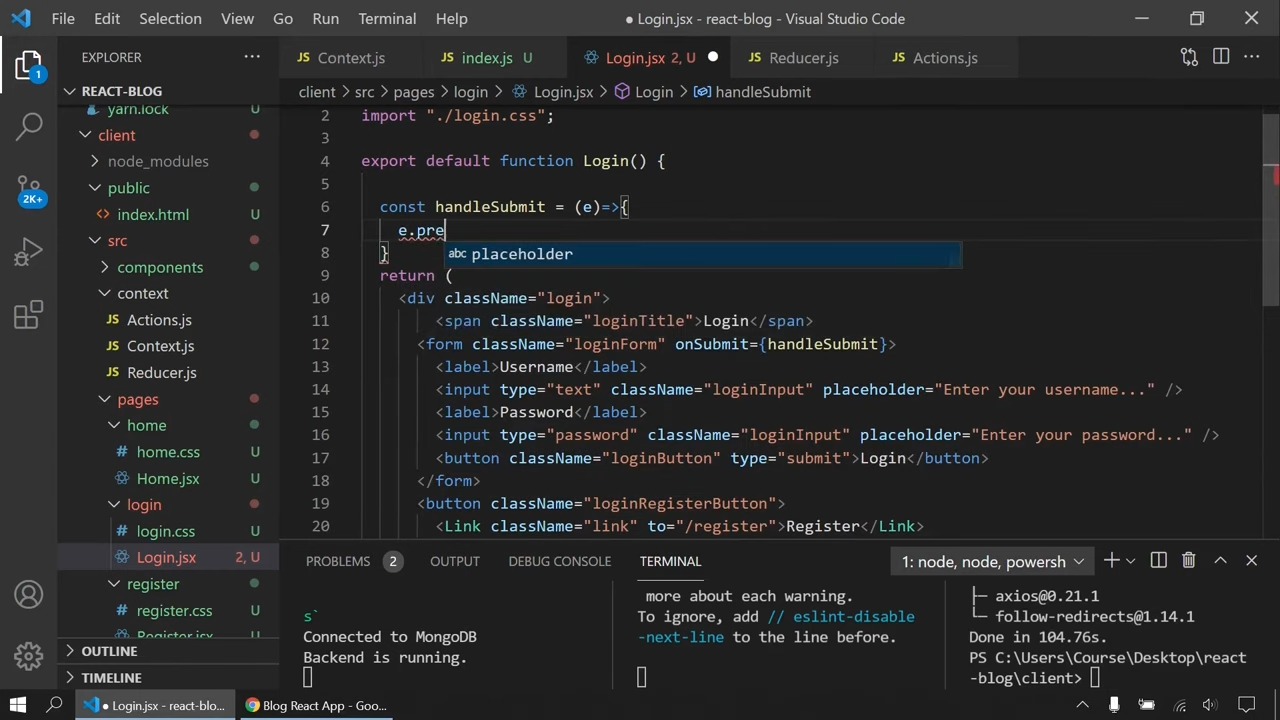 File Edit Selection View Go Run Terminal Help ● Login.jsx - react-blog - Visual Studio Code
EXPLORER ···
JS Context.js JS index.js U Login.jsx 2, U ● Reducer.js JS Actions.js ···
client > src > pages > login > Login.jsx > Login > handleSubmit
REACT-BLOG
yarn.lock
client
node_modules
public
<> index.html
src
components
context
JS Actions.js
JS Context.js
JS Reducer.js
pages
home
# home.css U
Home.jsx U
login
# login.css U
Login.jsx 2, U
register
# register.css U
Register.jsx U
OUTLINE
TIMELINE
1
2K+
2 import "./login.css";
3
4 export default function Login() {
5
6 const handleSubmit = (e)=>{
7 e.pre
abc placeholder
8 }
9 return (
10 <div className="login">
11 <span className="loginTitle">Login</span>
12 <form className="loginForm" onSubmit={handleSubmit}>
13 <label>Username</label>
14 <input type="text" className="loginInput" placeholder="Enter your username..." />
15 <label>Password</label>
16 <input type="password" className="loginInput" placeholder="Enter your password..." />
17 <button className="loginButton" type="submit">Login</button>
18 </form>
19 <button className="loginRegisterButton">
20 <Link className="link" to="/register">Register</Link>
PROBLEMS 2 OUTPUT DEBUG CONSOLE TERMINAL 1: node, node, powersh
s`
Connected to MongoDB
Backend is running.
more about each warning.
To ignore, add // eslint-disable
-next-line to the line before.
├─ axios@0.21.1
└─ follow-redirects@1.14.1
Done in 104.76s.
PS C:\Users\Course\Desktop\react
-blog\client>
● Login.jsx - react-blo... Blog React App - Goo...